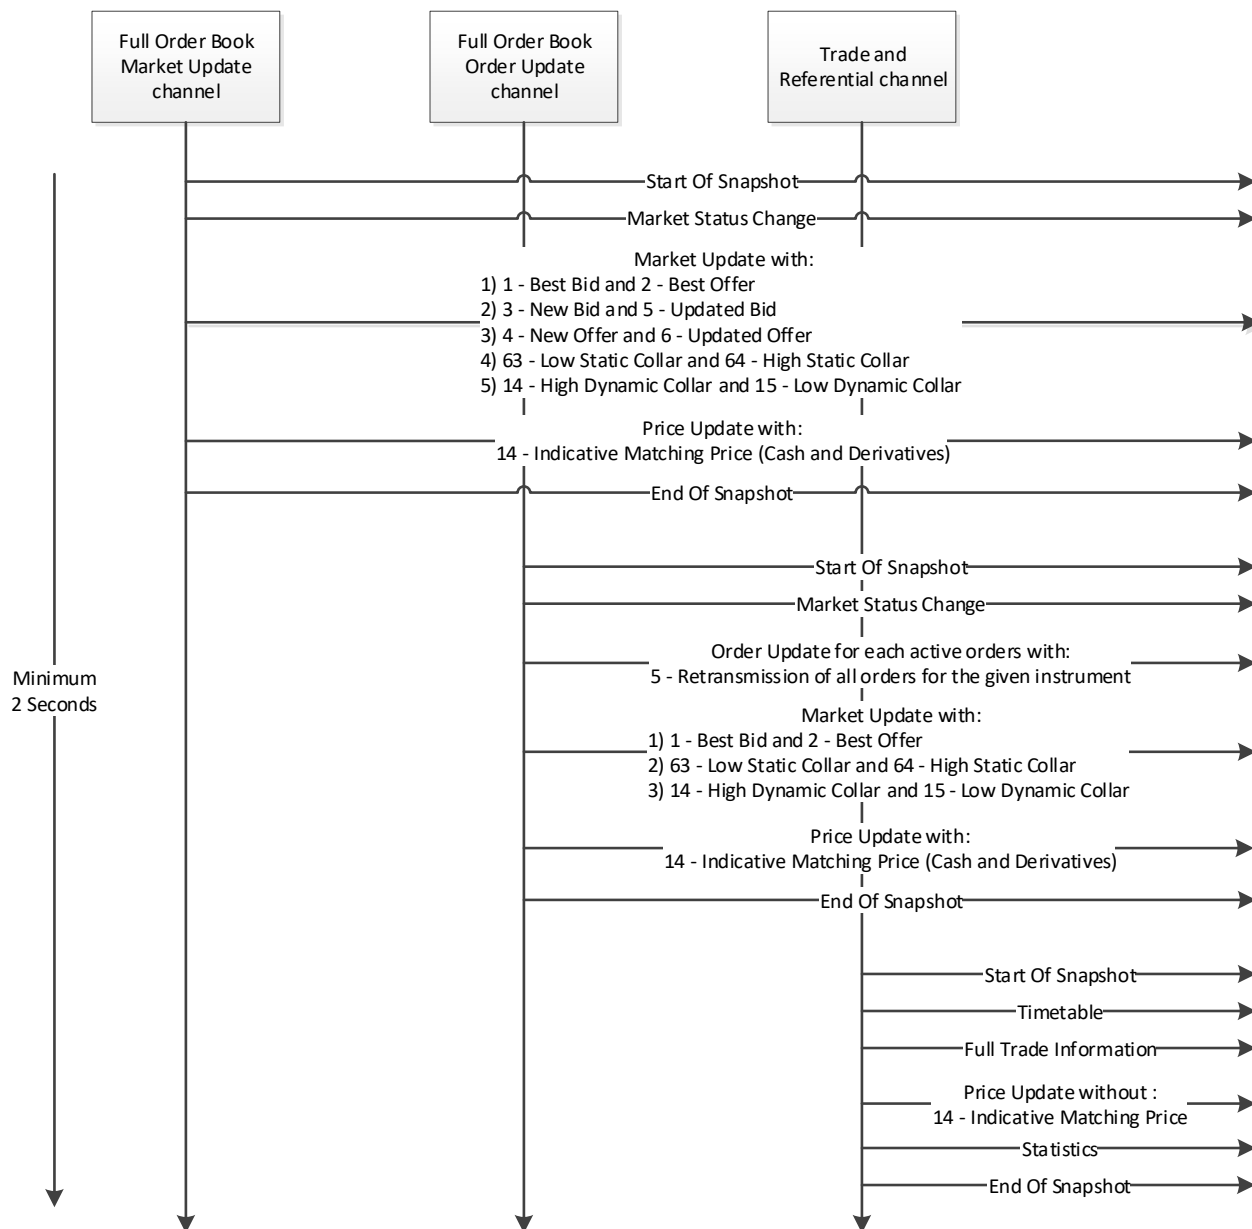 Full Order Book
Market Update
channel
Full Order Book
Order Update
channel
Trade and
Referential channel
Start Of Snapshot
Market Status Change
Market Update with:
1) 1 - Best Bid and 2 - Best Offer
2) 3 - New Bid and 5 - Updated Bid
3) 4 - New Offer and 6 - Updated Offer
4) 63 - Low Static Collar and 64 - High Static Collar
5) 14 - High Dynamic Collar and 15 - Low Dynamic Collar
Price Update with:
14 - Indicative Matching Price (Cash and Derivatives)
End Of Snapshot
Start Of Snapshot
Market Status Change
Order Update for each active orders with:
5 - Retransmission of all orders for the given instrument
Minimum
2 Seconds
Market Update with:
1) 1 - Best Bid and 2 - Best Offer
2) 63 - Low Static Collar and 64 - High Static Collar
3) 14 - High Dynamic Collar and 15 - Low Dynamic Collar
Price Update with:
14 - Indicative Matching Price (Cash and Derivatives)
End Of Snapshot
Start Of Snapshot
Timetable
Full Trade Information
Price Update without :
14 - Indicative Matching Price
Statistics
End Of Snapshot